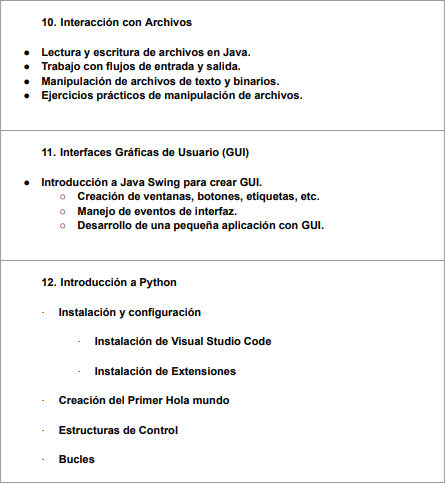 10. Interacción con Archivos
● Lectura y escritura de archivos en Java.
● Trabajo con flujos de entrada y salida.
● Manipulación de archivos de texto y binarios.
● Ejercicios prácticos de manipulación de archivos.
11. Interfaces Gráficas de Usuario (GUI)
● Introducción a Java Swing para crear GUI.
○ Creación de ventanas, botones, etiquetas, etc.
○ Manejo de eventos de interfaz.
○ Desarrollo de una pequeña aplicación con GUI.
12. Introducción a Python
· Instalación y configuración
· Instalación de Visual Studio Code
· Instalación de Extensiones
· Creación del Primer Hola mundo
· Estructuras de Control
· Bucles